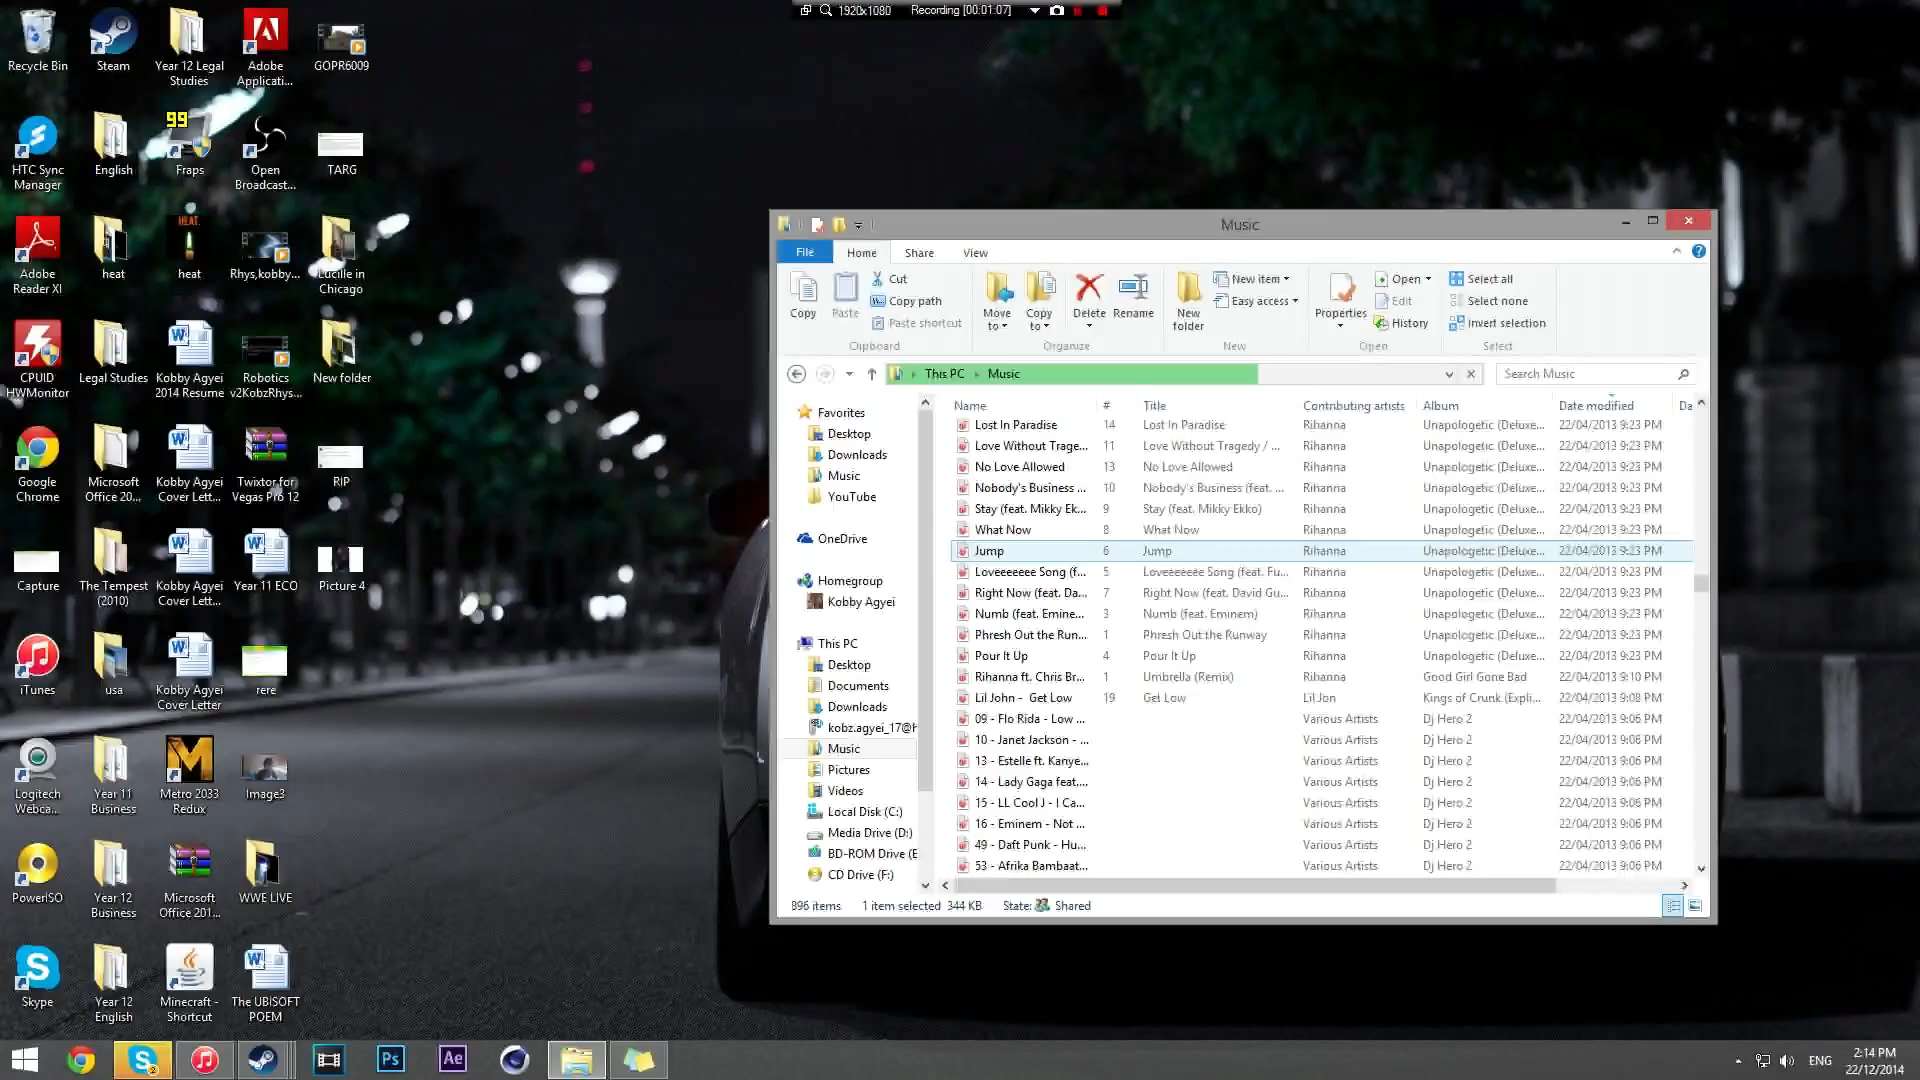 1920x1080 Recording [00:01:07]
Recycle Bin
Steam
Year 12 Legal
Studies
Adobe
Applicati...
GOPR6009
HTC Sync
Manager
English
99
Fraps
Open
Broadcast...
TARG
Adobe
Reader XI
heat
HEAT.
heat
Rhys,kobby...
Lucille in
Chicago
CPUID
HWMonitor
Legal Studies
Kobby Agyei
2014 Resume
Robotics
v2KobzRhys...
New folder
Google
Chrome
Microsoft
Office 20...
Kobby Agyei
Cover Lett...
Twixtor for
Vegas Pro 12
RIP
Capture
The Tempest
(2010)
Kobby Agyei
Cover Lett...
Year 11 ECO
Picture 4
iTunes
usa
Kobby Agyei
Cover Letter
rere
Logitech
Webca...
Year 11
Business
Metro 2033
Redux
Image3
PowerISO
Year 12
Business
Microsoft
Office 201...
WWE LIVE
Skype
Year 12
English
Minecraft -
Shortcut
The UBISOFT
POEM
Music
File Home Share View
Copy
Paste
Cut
Copy path
Paste shortcut
Clipboard
Move
to
Copy
to
Delete
Rename
Organize
New
folder
New item
Easy access
New
Properties
Open
Edit
History
Open
Select all
Select none
Invert selection
Select
This PC Music
Search Music
Favorites
Desktop
Downloads
Music
YouTube
OneDrive
Homegroup
Kobby Agyei
This PC
Desktop
Documents
Downloads
kobz.agyei_17@h
Music
Pictures
Videos
Local Disk (C:)
Media Drive (D:)
BD-ROM Drive (E
CD Drive (F:)
Name # Title Contributing artists Album Date modified Da
Lost In Paradise 14 Lost In Paradise Rihanna Unapologetic (Deluxe... 22/04/2013 9:23 PM
Love Without Trage... 11 Love Without Tragedy / ... Rihanna Unapologetic (Deluxe... 22/04/2013 9:23 PM
No Love Allowed 13 No Love Allowed Rihanna Unapologetic (Deluxe... 22/04/2013 9:23 PM
Nobody's Business ... 10 Nobody's Business (feat. ... Rihanna Unapologetic (Deluxe... 22/04/2013 9:23 PM
Stay (feat. Mikky Ek... 9 Stay (feat. Mikky Ekko) Rihanna Unapologetic (Deluxe... 22/04/2013 9:23 PM
What Now 8 What Now Rihanna Unapologetic (Deluxe... 22/04/2013 9:23 PM
Jump 6 Jump Rihanna Unapologetic (Deluxe... 22/04/2013 9:23 PM
Loveeeeeee Song (f... 5 Loveeeeeee Song (feat. Fu... Rihanna Unapologetic (Deluxe... 22/04/2013 9:23 PM
Right Now (feat. Da... 7 Right Now (feat. David Gu... Rihanna Unapologetic (Deluxe... 22/04/2013 9:23 PM
Numb (feat. Emine... 3 Numb (feat. Eminem) Rihanna Unapologetic (Deluxe... 22/04/2013 9:23 PM
Phresh Out the Run... 1 Phresh Out the Runway Rihanna Unapologetic (Deluxe... 22/04/2013 9:23 PM
Pour It Up 4 Pour It Up Rihanna Unapologetic (Deluxe... 22/04/2013 9:23 PM
Rihanna ft. Chris Br... 1 Umbrella (Remix) Rihanna Good Girl Gone Bad 22/04/2013 9:10 PM
Lil John - Get Low 19 Get Low Lil Jon Kings of Crunk (Expli... 22/04/2013 9:08 PM
09 - Flo Rida - Low ... Various Artists Dj Hero 2 22/04/2013 9:06 PM
10 - Janet Jackson - ... Various Artists Dj Hero 2 22/04/2013 9:06 PM
13 - Estelle ft. Kanye... Various Artists Dj Hero 2 22/04/2013 9:06 PM
14 - Lady Gaga feat.... Various Artists Dj Hero 2 22/04/2013 9:06 PM
15 - LL Cool J - I Ca... Various Artists Dj Hero 2 22/04/2013 9:06 PM
16 - Eminem - Not ... Various Artists Dj Hero 2 22/04/2013 9:06 PM
49 - Daft Punk - Hu... Various Artists Dj Hero 2 22/04/2013 9:06 PM
53 - Afrika Bambaat... Various Artists Dj Hero 2 22/04/2013 9:06 PM
896 items 1 item selected 344 KB State: Shared
Ps
Ae
ENG
2:14 PM
22/12/2014